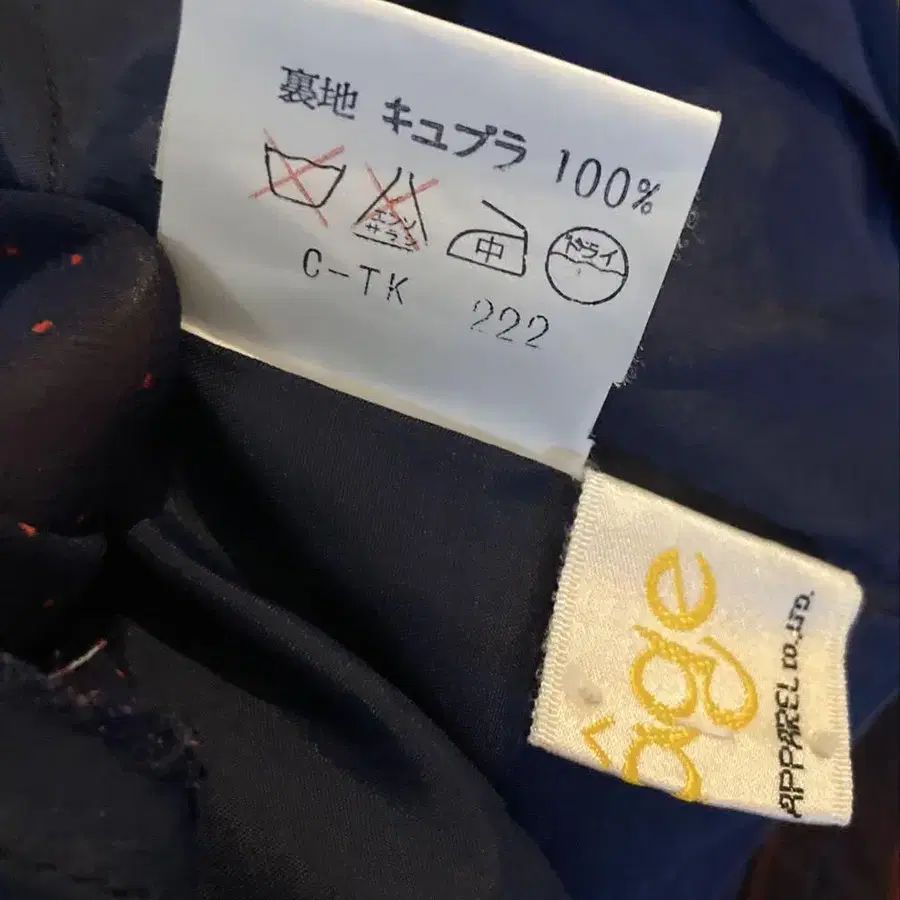 裏地 キュプラ 100%
エンソ
サラシ
中
ドライ
C-TK 222
ge
APPAREL CO.,LTD.